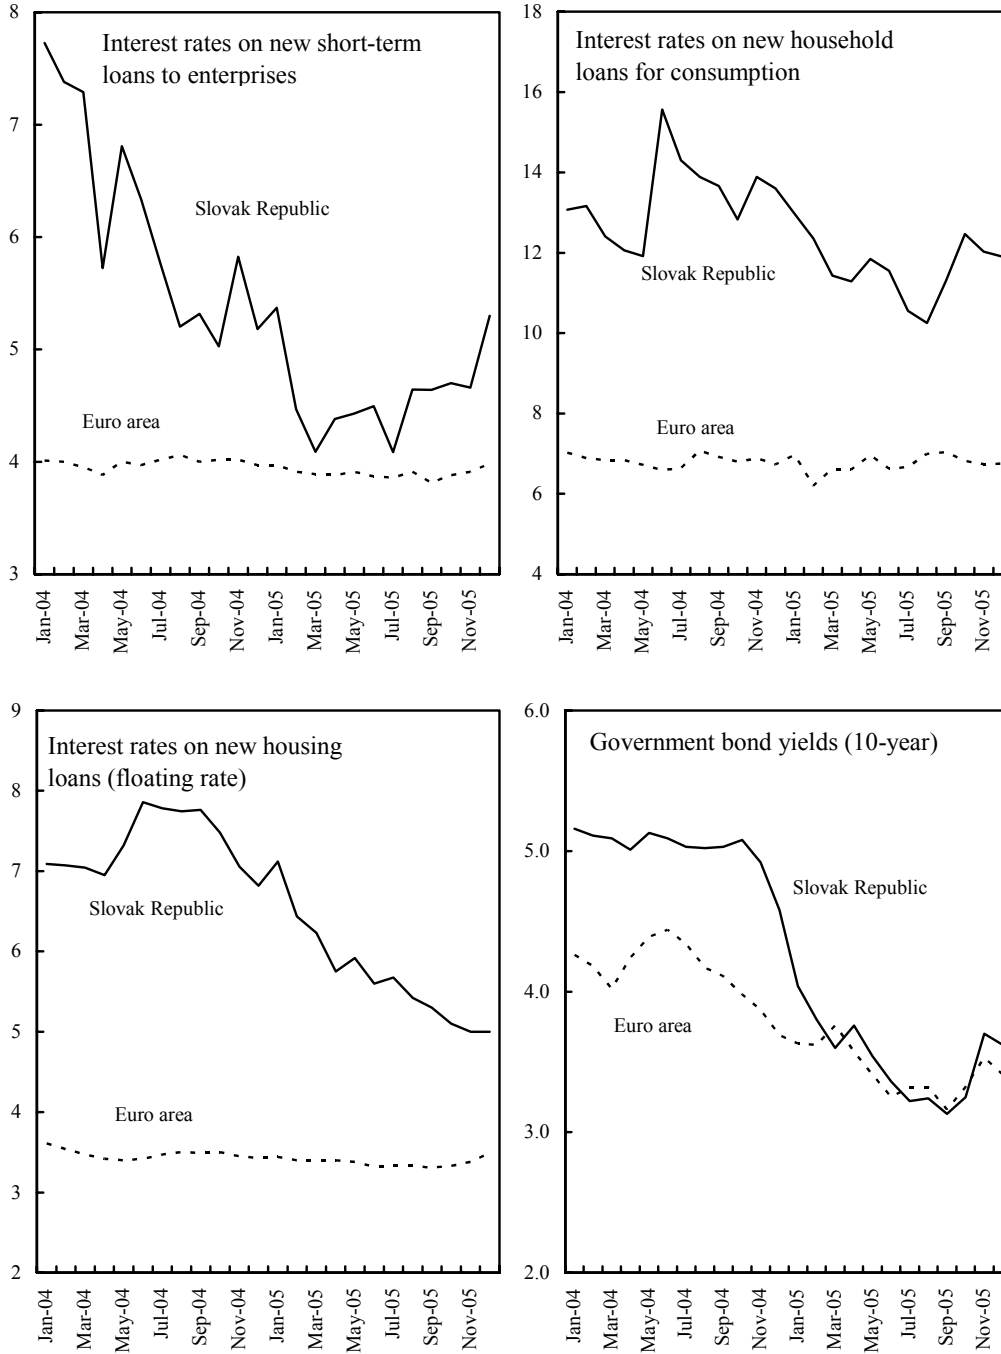 8
7
6
5
4
3
Interest rates on new short-term
loans to enterprises
Slovak Republic
Euro area
Jan-04
Mar-04
May-04
Jul-04
Sep-04
Nov-04
Jan-05
Mar-05
May-05
Jul-05
Sep-05
Nov-05
18
16
14
12
10
8
6
4
Interest rates on new household
loans for consumption
Slovak Republic
Euro area
Jan-04
Mar-04
May-04
Jul-04
Sep-04
Nov-04
Jan-05
Mar-05
May-05
Jul-05
Sep-05
Nov-05
9
8
7
6
5
4
3
2
Interest rates on new housing
loans (floating rate)
Slovak Republic
Euro area
Jan-04
Mar-04
May-04
Jul-04
Sep-04
Nov-04
Jan-05
Mar-05
May-05
Jul-05
Sep-05
Nov-05
6.0
5.0
4.0
3.0
2.0
Government bond yields (10-year)
Slovak Republic
Euro area
Jan-04
Mar-04
May-04
Jul-04
Sep-04
Nov-04
Jan-05
Mar-05
May-05
Jul-05
Sep-05
Nov-05